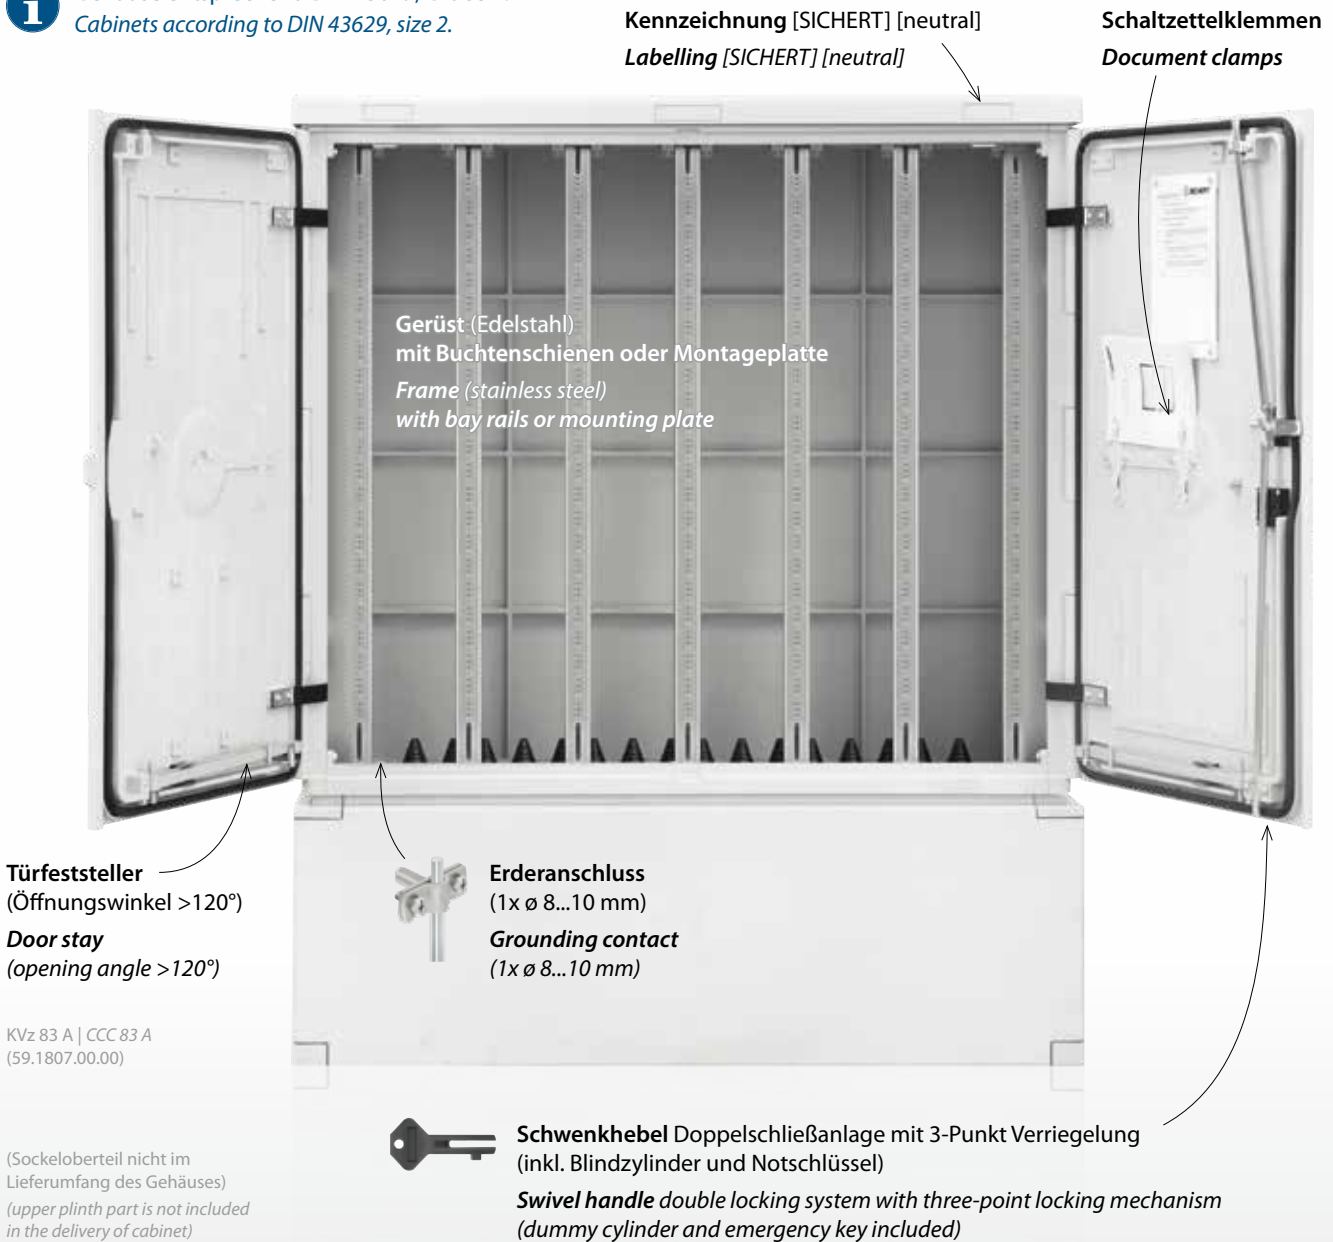 Cabinets according to DIN 43629, size 2.
Kennzeichnung [SICHERT] [neutral]
Labelling [SICHERT] [neutral]
Schaltzettelklemmen
Document clamps
Gerüst (Edelstahl)
mit Buchtenschienen oder Montageplatte
Frame (stainless steel)
with bay rails or mounting plate
Türfeststeller
(Öffnungswinkel >120°)
Door stay
(opening angle >120°)
Erderanschluss
(1x ø 8...10 mm)
Grounding contact
(1x ø 8...10 mm)
KVz 83 A | CCC 83 A
(59.1807.00.00)
(Sockeloberteil nicht im
Lieferumfang des Gehäuses)
(upper plinth part is not included
in the delivery of cabinet)
Schwenkhebel Doppelschließanlage mit 3-Punkt Verriegelung
(inkl. Blindzylinder und Notschlüssel)
Swivel handle double locking system with three-point locking mechanism
(dummy cylinder and emergency key included)